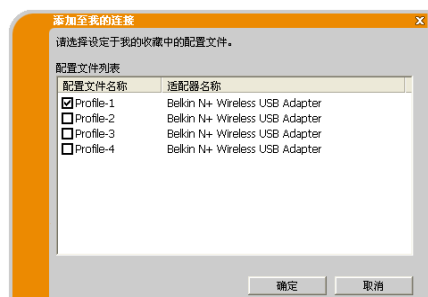 添加至我的连接
请选择设定于我的收藏中的配置文件。
配置文件列表
配置文件名称 适配器名称
Profile-1 Belkin N+ Wireless USB Adapter
Profile-2 Belkin N+ Wireless USB Adapter
Profile-3 Belkin N+ Wireless USB Adapter
Profile-4 Belkin N+ Wireless USB Adapter
确定 取消